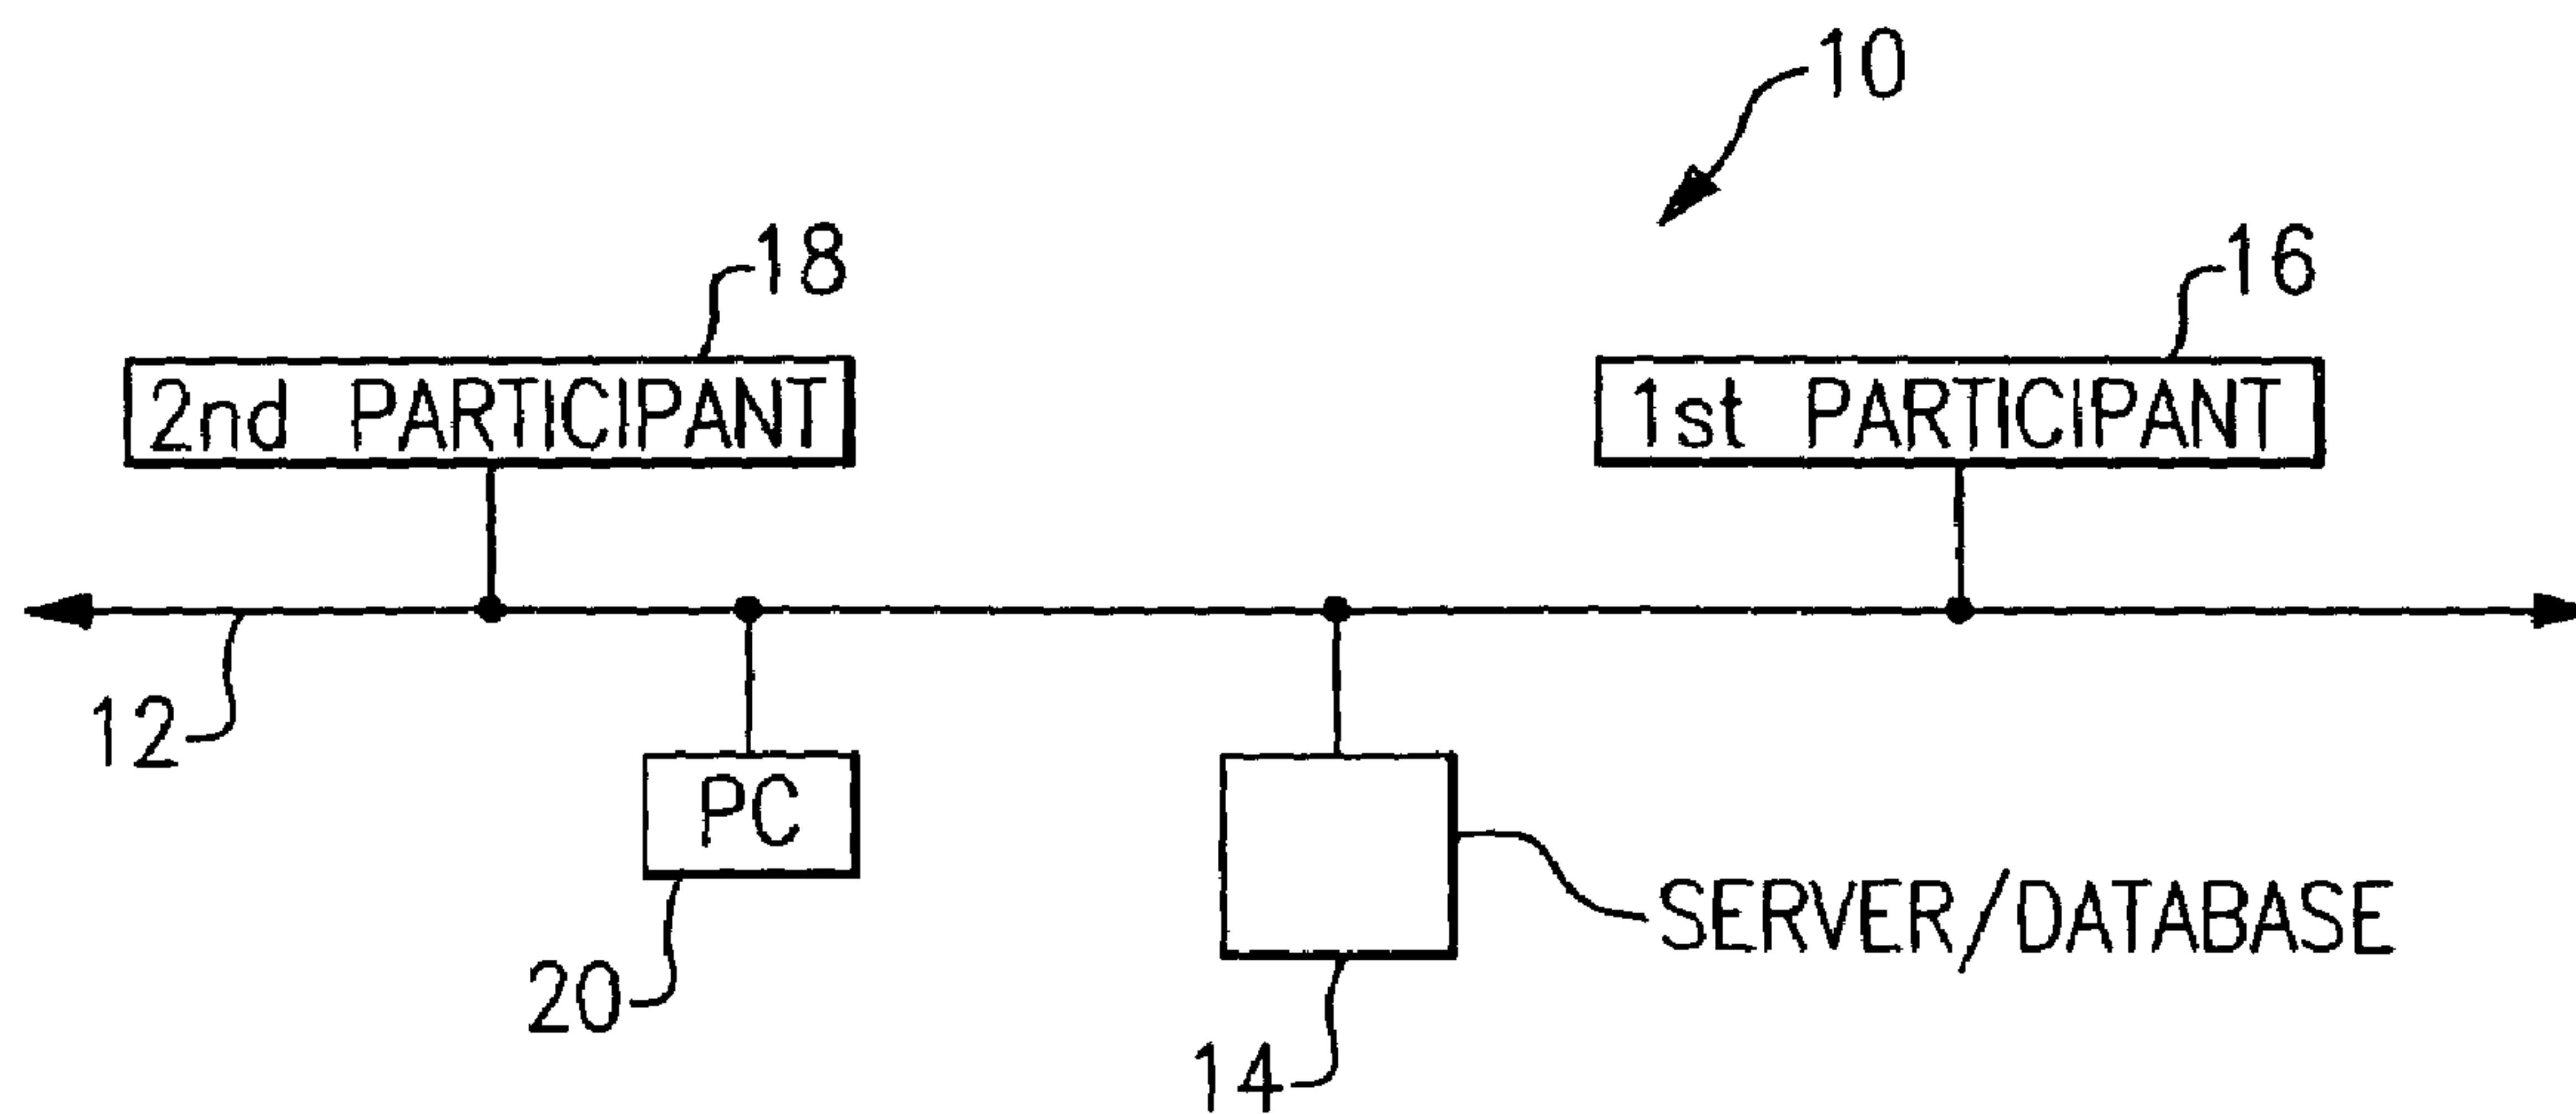 10
18
16
2nd PARTICIPANT
1st PARTICIPANT
12
PC
SERVER/DATABASE
20
14